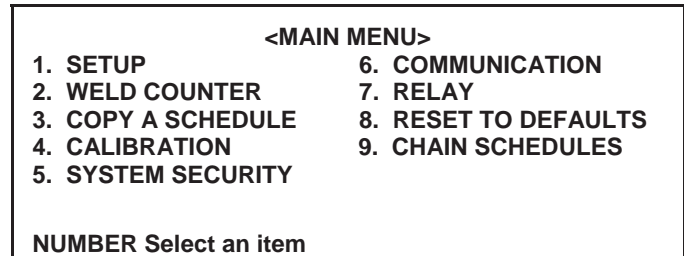 <MAIN MENU>
1. SETUP
2. WELD COUNTER
3. COPY A SCHEDULE
4. CALIBRATION
5. SYSTEM SECURITY
6. COMMUNICATION
7. RELAY
8. RESET TO DEFAULTS
9. CHAIN SCHEDULES
NUMBER Select an item